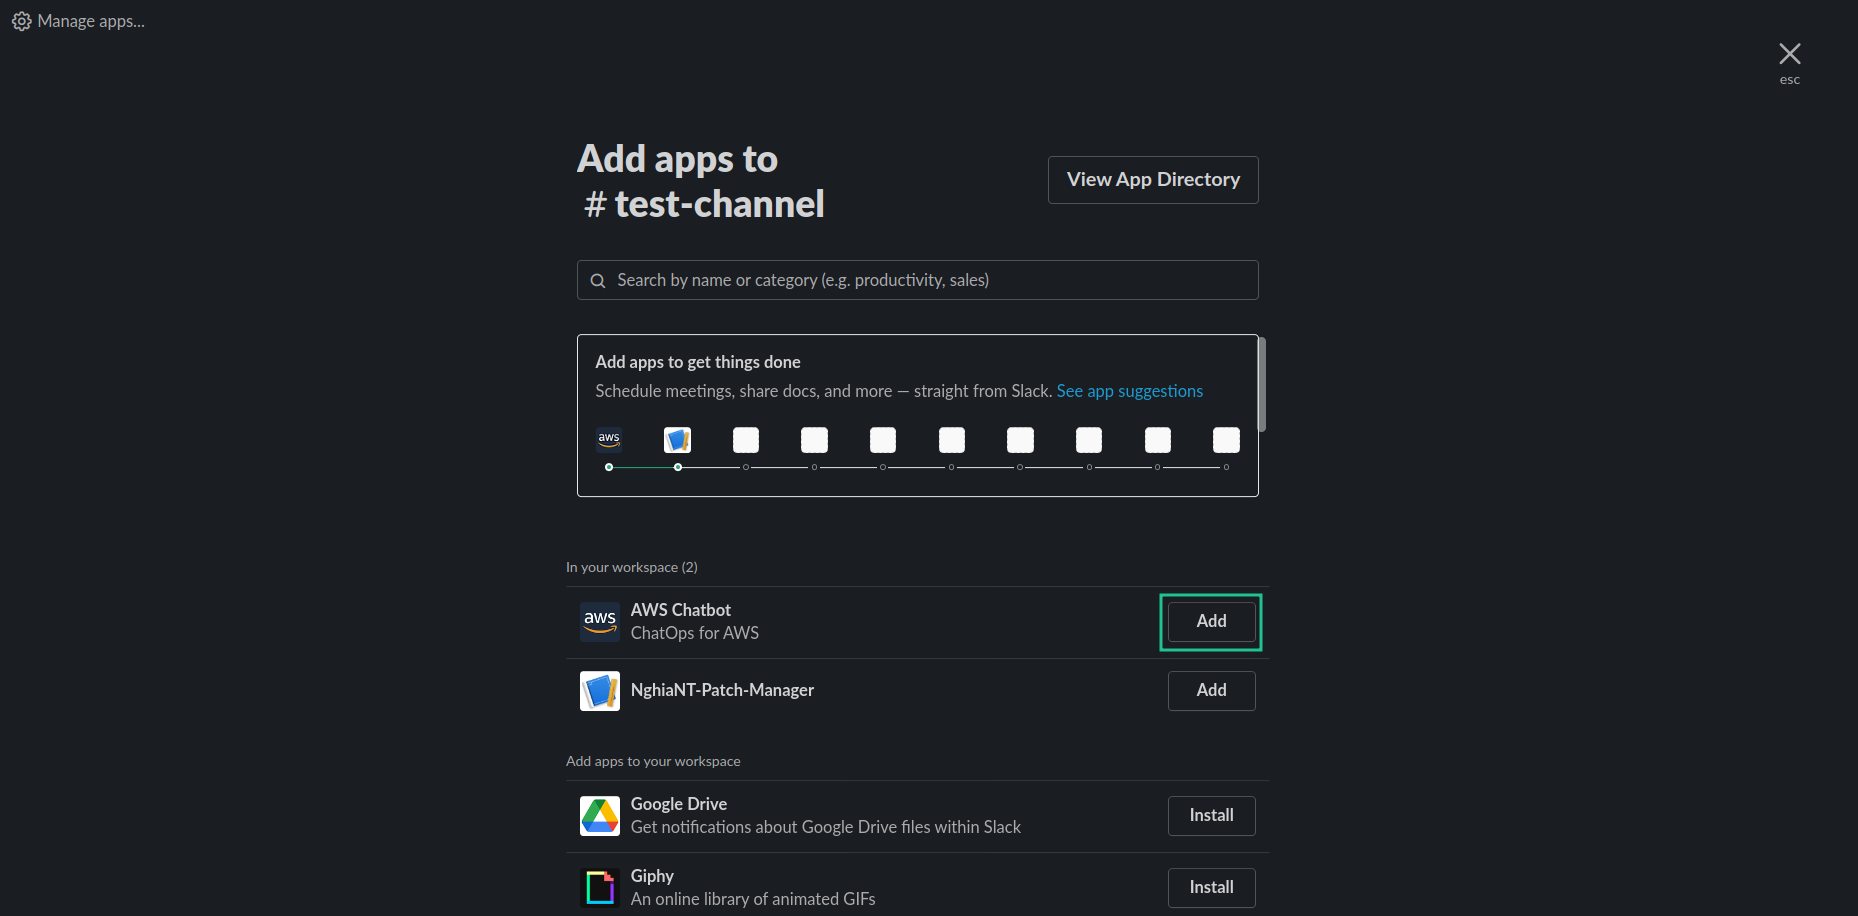 Manage apps...
esc
Add apps to
# test-channel
View App Directory
Search by name or category (e.g. productivity, sales)
Add apps to get things done
Schedule meetings, share docs, and more — straight from Slack. See app suggestions
aws
In your workspace (2)
aws
AWS Chatbot
ChatOps for AWS
Add
NghiaNT-Patch-Manager
Add
Add apps to your workspace
Google Drive
Get notifications about Google Drive files within Slack
Install
Giphy
An online library of animated GIFs
Install